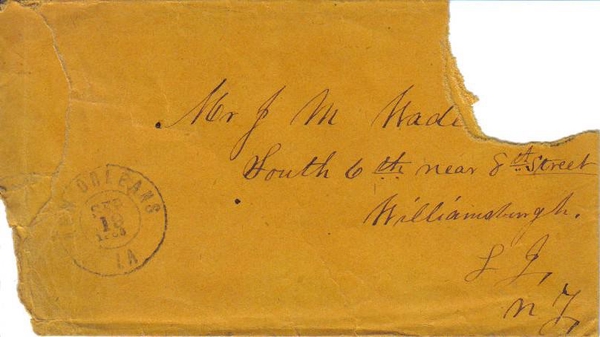 Mr J M Wade
South 6th near 8th Street
Williamsburgh.
L J,
N Y,
NEW ORLEANS
LA